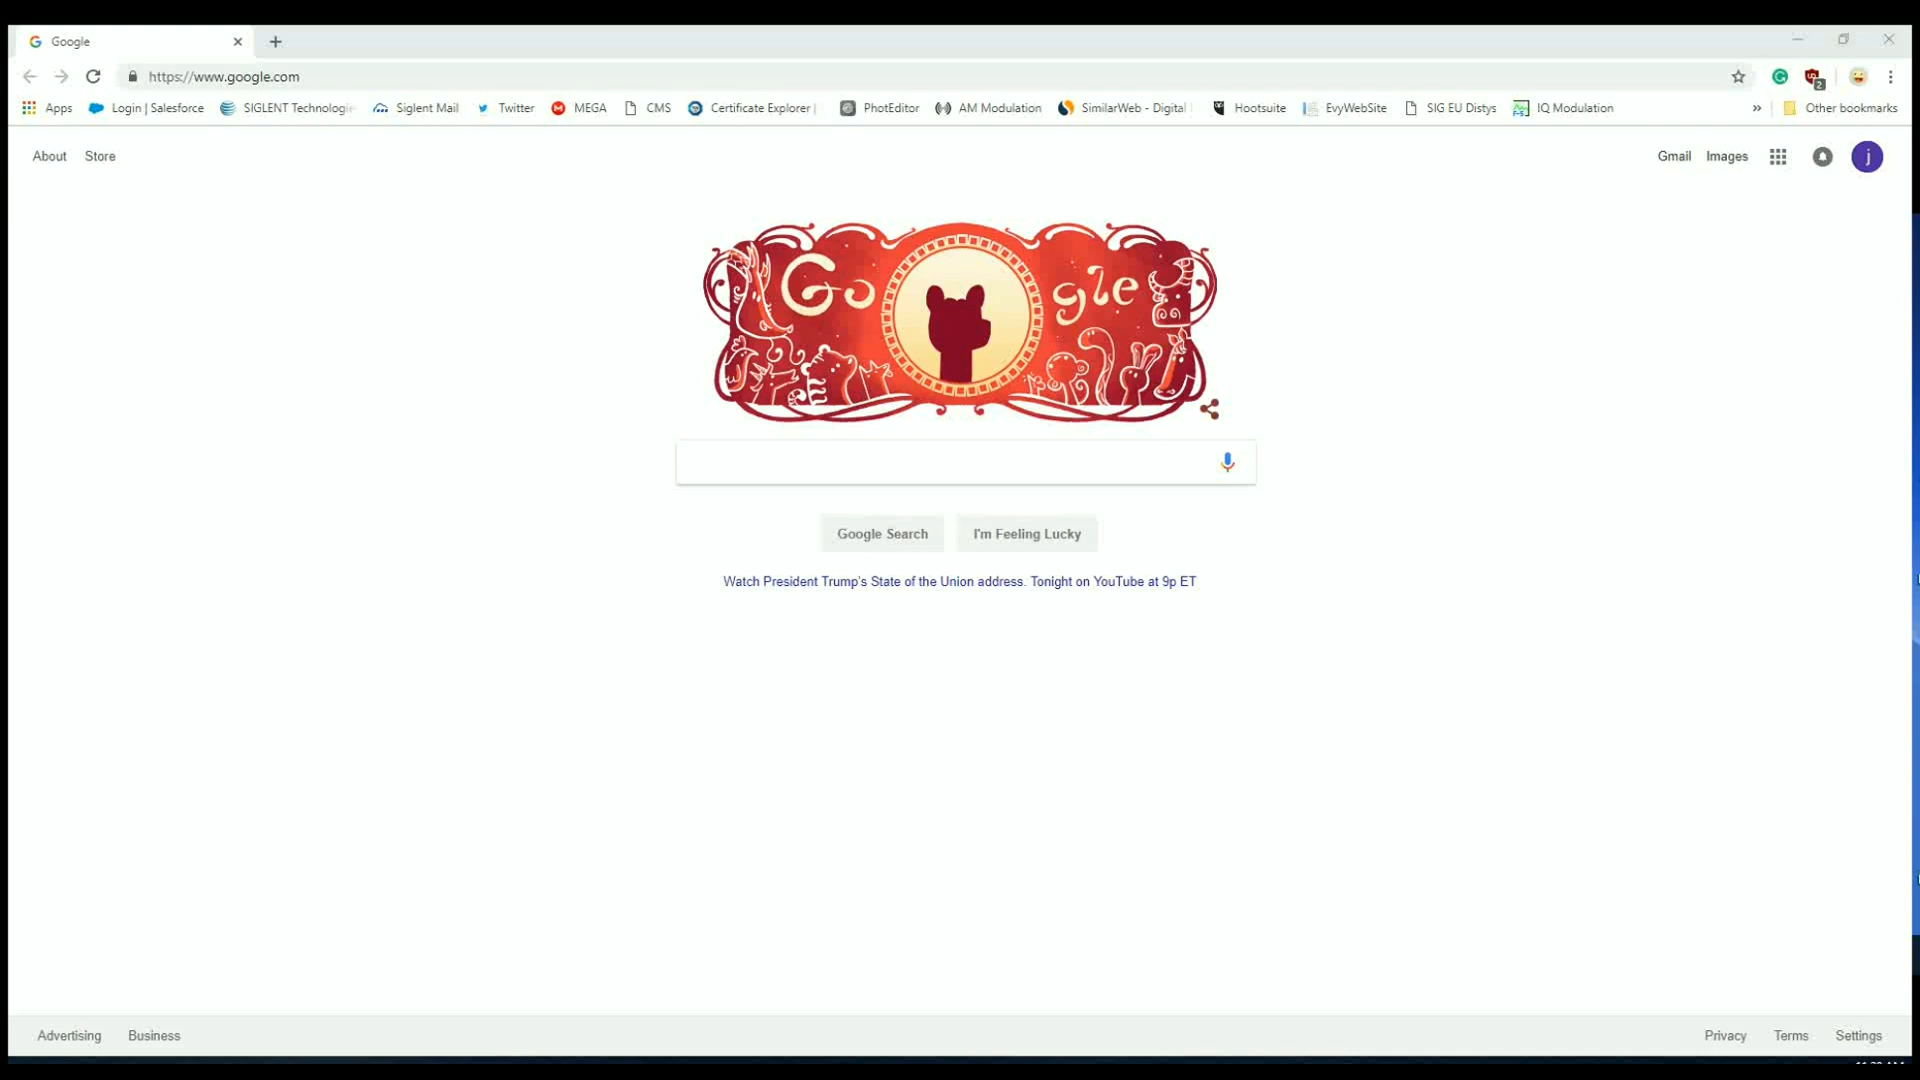 Google
https://www.google.com
Apps Login | Salesforce SIGLENT Technologi Siglent Mail Twitter MEGA CMS Certificate Explorer | PhotEditor AM Modulation SimilarWeb - Digital Hootsuite EvyWebSite SIG EU Distys IQ Modulation » Other bookmarks
About Store Gmail Images j
Google
Google Search I'm Feeling Lucky
Watch President Trump's State of the Union address. Tonight on YouTube at 9p ET
Advertising Business Privacy Terms Settings